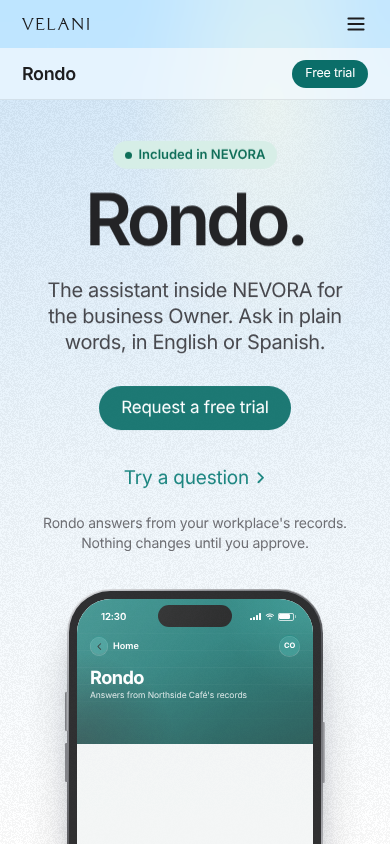 VELANI
Rondo
Free trial
Included in NEVORA
Rondo.
The assistant inside NEVORA for
the business Owner. Ask in plain
words, in English or Spanish.
Request a free trial
Try a question
Rondo answers from your workplace's records.
Nothing changes until you approve.
12:30
Home
CO
Rondo
Answers from Northside Café's records